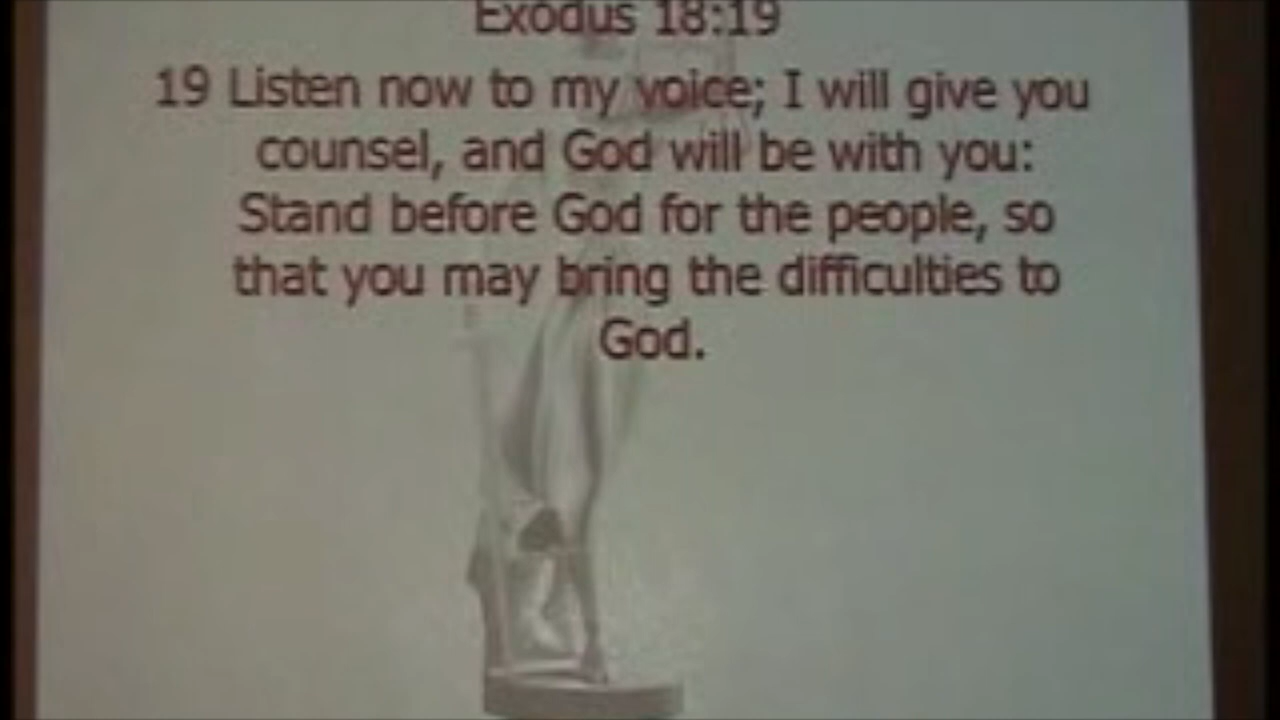 Exodus 18:19
19 Listen now to my voice; I will give you
counsel, and God will be with you:
Stand before God for the people, so
that you may bring the difficulties to
God.